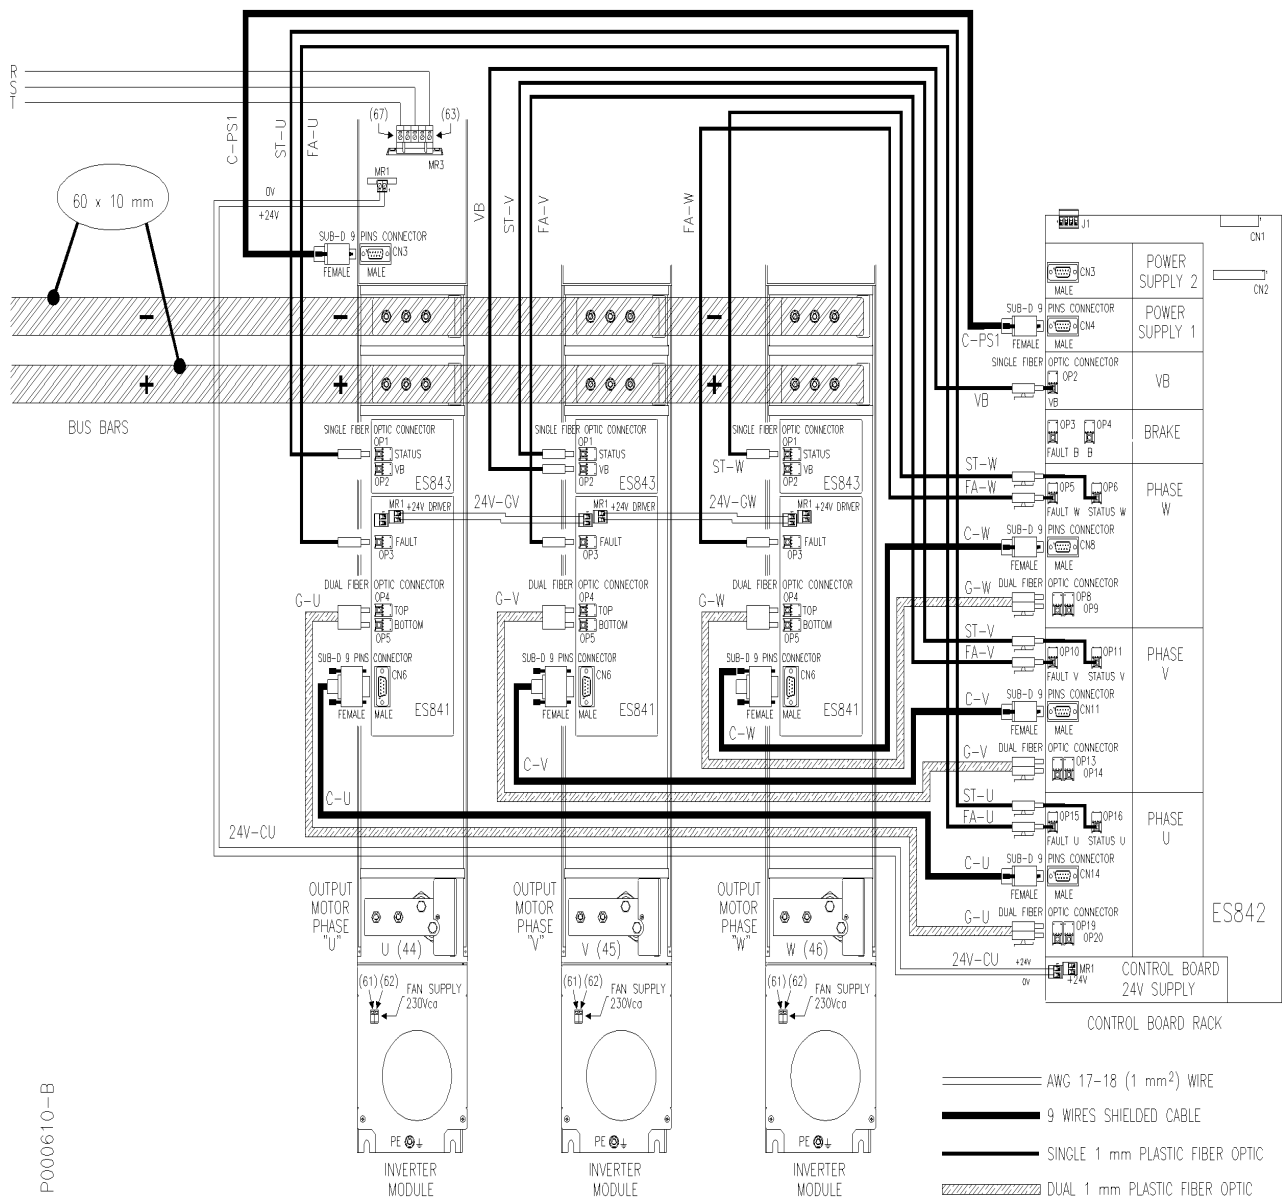 R
S
T
C-PS1
ST-U
FA-U
(67)
(63)
MR3
MR1
0V
+24V
60 x 10 mm
SUB-D 9 PINS CONNECTOR
CN3
FEMALE
MALE
VB
ST-V
FA-V
FA-W
- - -
+ + +
BUS BARS
SINGLE FIBER OPTIC CONNECTOR
OP1
STATUS
VB
OP2
ES843
MR1 +24V DRIVER
FAULT
OP3
DUAL FIBER OPTIC CONNECTOR
G-U
OP4
TOP
BOTTOM
OP5
SUB-D 9 PINS CONNECTOR
CN6
FEMALE
MALE
ES841
C-U
24V-CU
24V-GV
SINGLE FIBER OPTIC CONNECTOR
OP1
STATUS
VB
OP2
ES843
MR1 +24V DRIVER
FAULT
OP3
DUAL FIBER OPTIC CONNECTOR
G-V
OP4
TOP
BOTTOM
OP5
SUB-D 9 PINS CONNECTOR
CN6
FEMALE
MALE
ES841
C-V
24V-GW
SINGLE FIBER OPTIC CONNECTOR
OP1
STATUS
VB
OP2
ST-W
ES843
MR1 +24V DRIVER
FAULT
OP3
DUAL FIBER OPTIC CONNECTOR
G-W
OP4
TOP
BOTTOM
OP5
SUB-D 9 PINS CONNECTOR
CN6
FEMALE
MALE
ES841
C-W
J1
CN1
CN2
CN3
MALE
POWER
SUPPLY 2
SUB-D 9 PINS CONNECTOR
CN4
C-PS1
FEMALE
MALE
POWER
SUPPLY 1
SINGLE FIBER OPTIC CONNECTOR
OP2
VB
VB
VB
OP3
OP4
FAULT B B
BRAKE
ST-W
FA-W
OP5
OP6
FAULT W STATUS W
PHASE
W
C-W
SUB-D 9 PINS CONNECTOR
CN8
FEMALE
MALE
G-W
DUAL FIBER OPTIC CONNECTOR
OP8
OP9
ST-V
FA-V
OP10
OP11
FAULT V STATUS V
PHASE
V
C-V
SUB-D 9 PINS CONNECTOR
CN11
FEMALE
MALE
G-V
DUAL FIBER OPTIC CONNECTOR
OP13
OP14
ST-U
FA-U
OP15
OP16
FAULT U STATUS U
PHASE
U
C-U
SUB-D 9 PINS CONNECTOR
CN14
FEMALE
MALE
G-U
DUAL FIBER OPTIC CONNECTOR
OP19
OP20
ES842
24V-CU
+24V
0V
MR1
+24V
CONTROL BOARD
24V SUPPLY
CONTROL BOARD RACK
OUTPUT
MOTOR
PHASE
"U"
U (44)
OUTPUT
MOTOR
PHASE
"V"
V (45)
OUTPUT
MOTOR
PHASE
"W"
W (46)
(61) (62)
FAN SUPPLY
230Vca
(61) (62)
FAN SUPPLY
230Vca
(61) (62)
FAN SUPPLY
230Vca
PE
PE
PE
INVERTER
MODULE
INVERTER
MODULE
INVERTER
MODULE
AWG 17-18 (1 mm²) WIRE
9 WIRES SHIELDED CABLE
SINGLE 1 mm PLASTIC FIBER OPTIC
DUAL 1 mm PLASTIC FIBER OPTIC
P000610-B